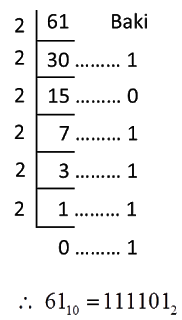 2 61 Baki
2 30 ......... 1
2 15 ......... 0
2 7 ......... 1
2 3 ......... 1
2 1 ......... 1
0 ......... 1
∴ 61₁₀ = 111101₂